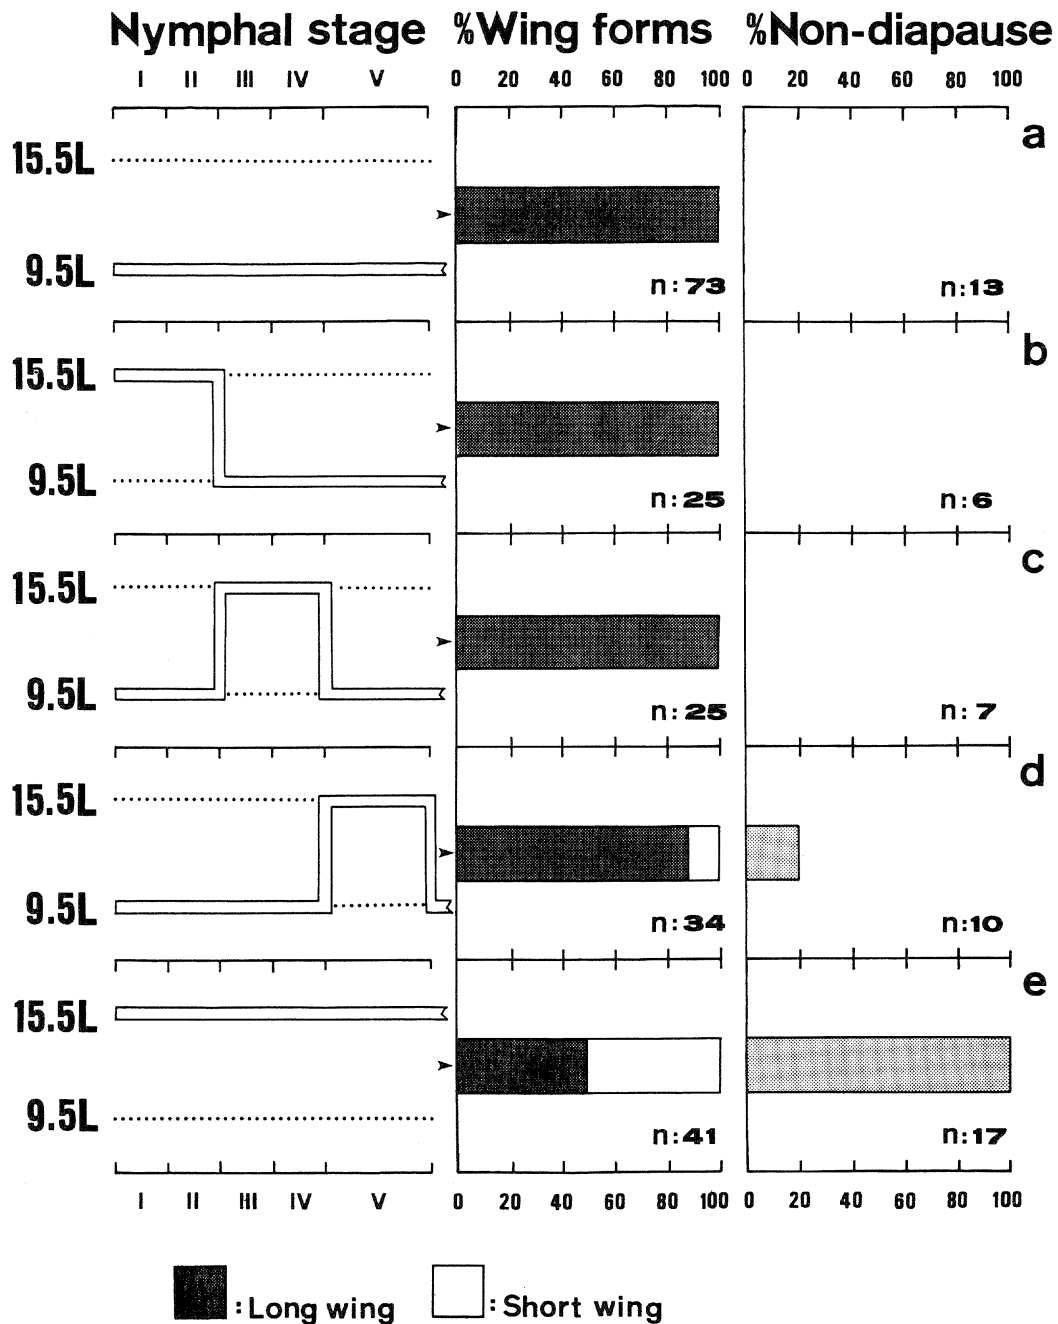 Nymphal stage %Wing forms %Non-diapause
I II III IV V 0 20 40 60 80 100 0 20 40 60 80 100
a
15.5L
9.5L
n:73 n:13
b
15.5L
9.5L
n:25 n:6
c
15.5L
9.5L
n:25 n:7
d
15.5L
9.5L
n:34 n:10
e
15.5L
9.5L
n:41 n:17
I II III IV V 0 20 40 60 80 100 0 20 40 60 80 100
:Long wing :Short wing